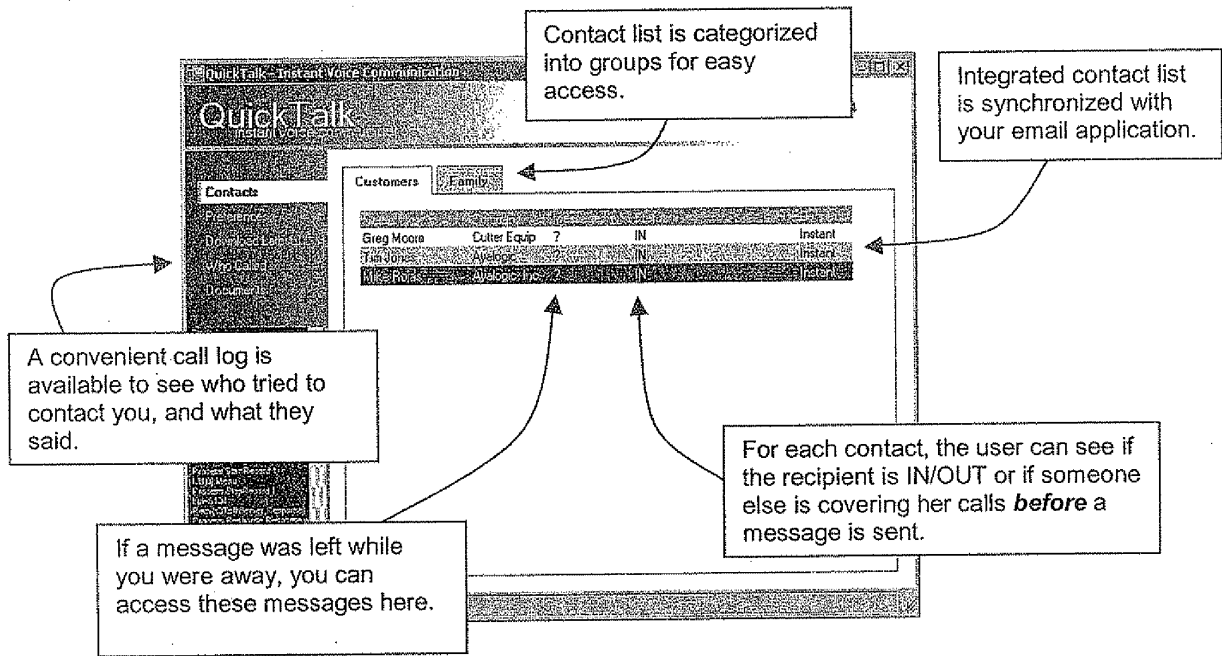 Contact list is categorized
into groups for easy
access.
Integrated contact list
is synchronized with
your email application.
QuickTalk - Instant Voice Communication
QuickTalk
Contacts
Customers Family
Greg Moora Cutter Equip ? IN Instant
Tim Jones Ayelogic ? IN Instant
Mike Ayelogic Inc ? IN Instant
Who Called
Documents
A convenient call log is
available to see who tried to
contact you, and what they
said.
For each contact, the user can see if
the recipient is IN/OUT or if someone
else is covering her calls before a
message is sent.
If a message was left while
you were away, you can
access these messages here.